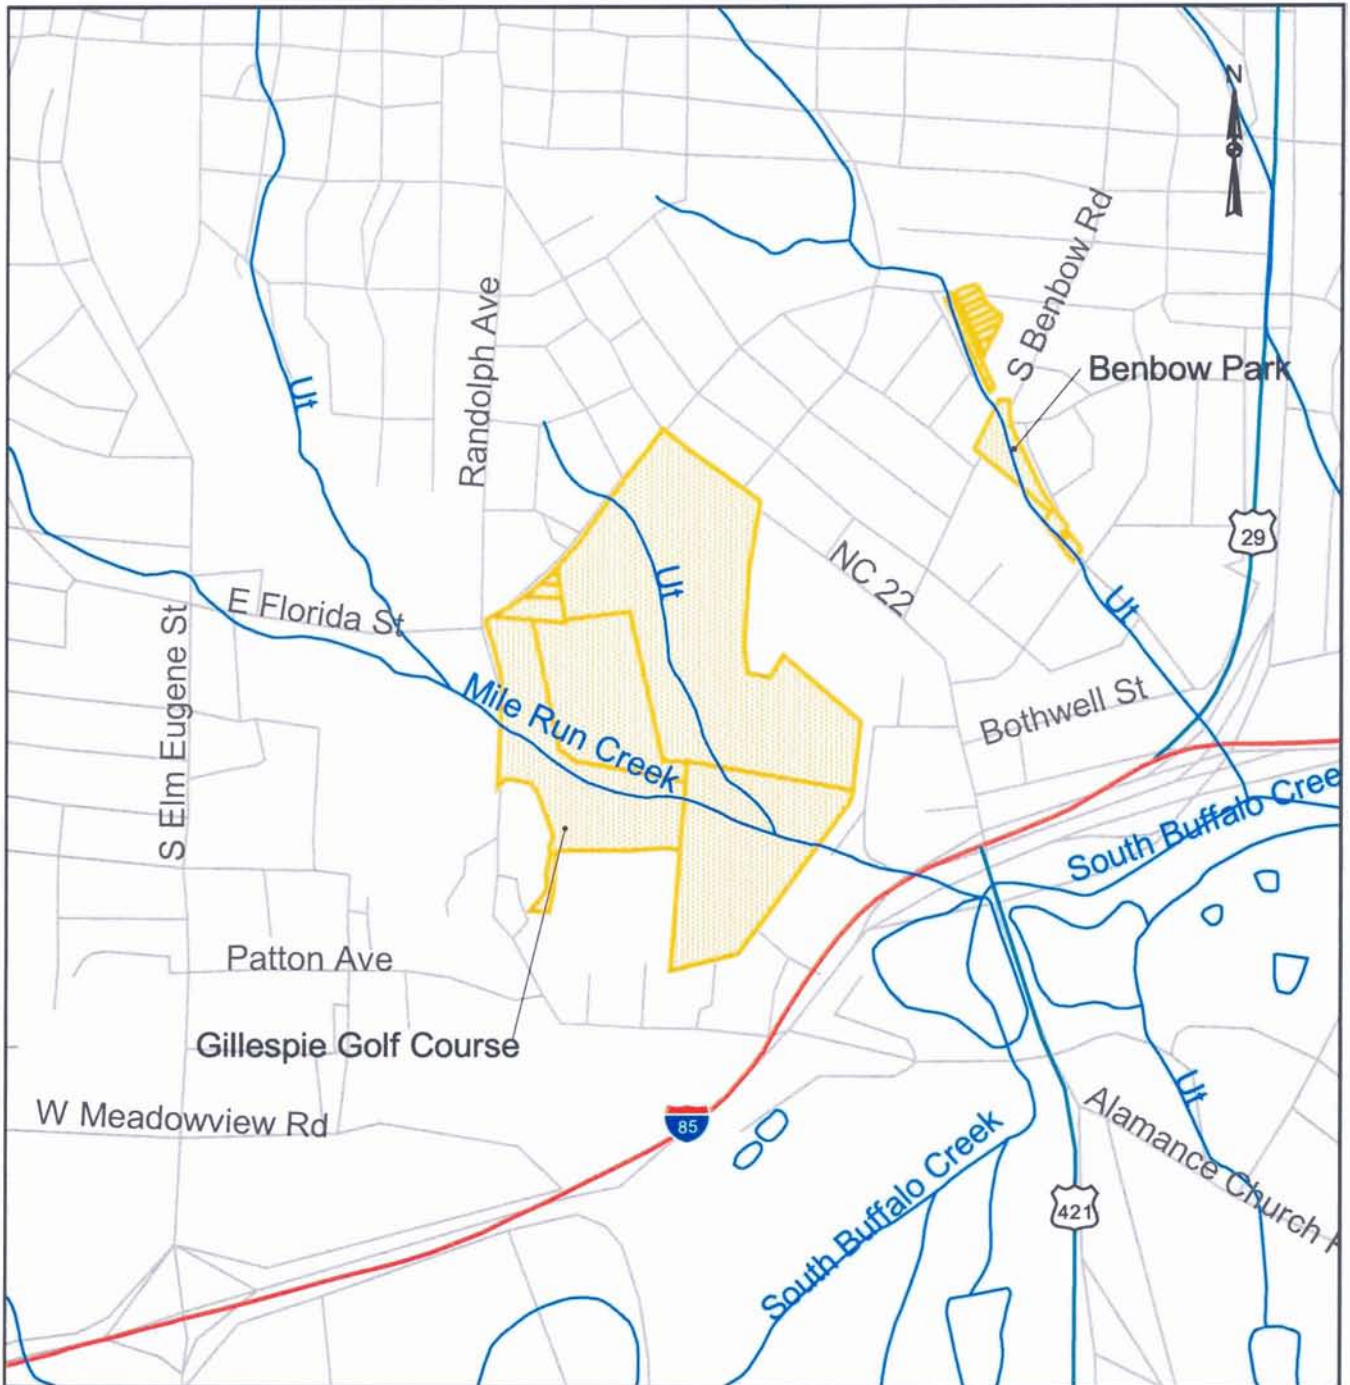 N
S Benbow Rd
Randolph Ave
Benbow Park
Ut
29
NC 22
Ut
Ut
E Florida St
S Elm Eugene St
Mile Run Creek
Bothwell St
South Buffalo Cree
Patton Ave
Gillespie Golf Course
Ut
W Meadowview Rd
85
Alamance Church R
South Buffalo Creek
421